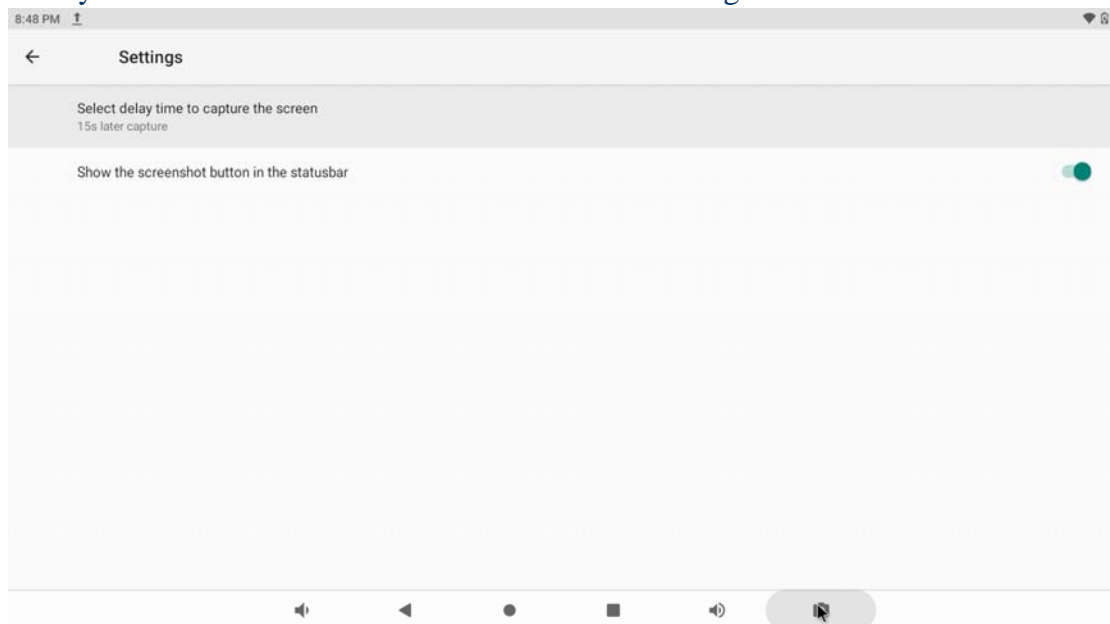 8:48 PM
Settings
Select delay time to capture the screen
15s later capture
Show the screenshot button in the statusbar